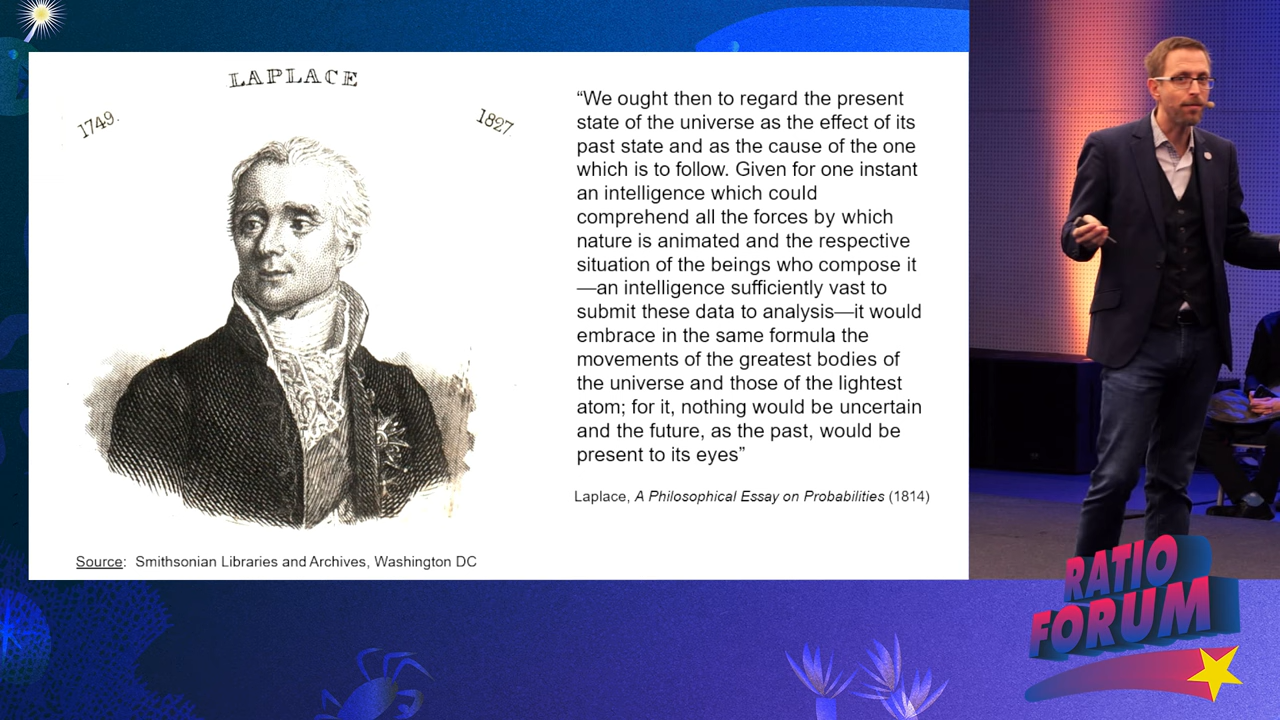 LAPLACE
1749.
1827
“We ought then to regard the present
state of the universe as the effect of its
past state and as the cause of the one
which is to follow. Given for one instant
an intelligence which could
comprehend all the forces by which
nature is animated and the respective
situation of the beings who compose it
—an intelligence sufficiently vast to
submit these data to analysis—it would
embrace in the same formula the
movements of the greatest bodies of
the universe and those of the lightest
atom; for it, nothing would be uncertain
and the future, as the past, would be
present to its eyes”
Laplace, A Philosophical Essay on Probabilities (1814)
Source: Smithsonian Libraries and Archives, Washington DC
RATIO
FORUM